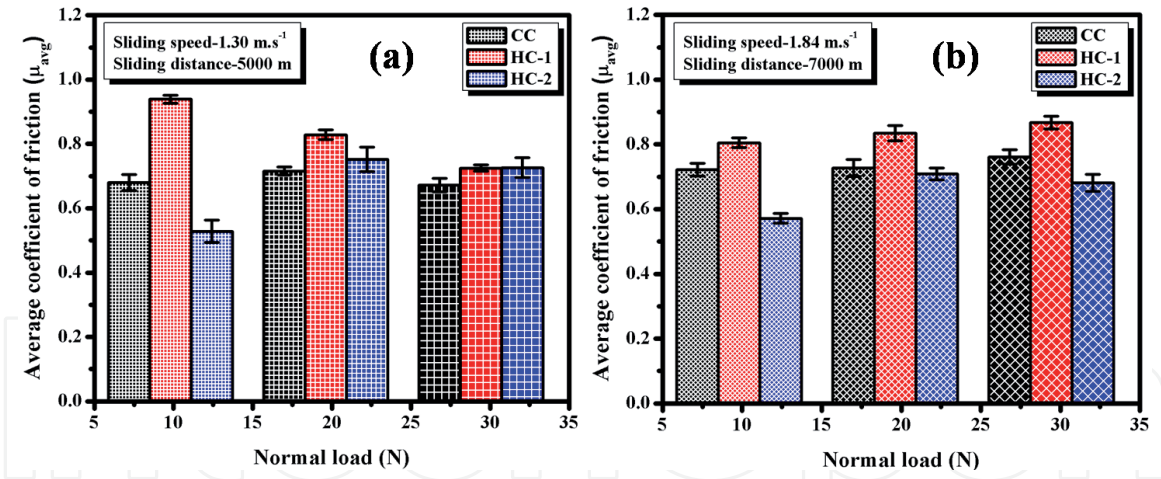 Sliding speed-1.30 m.s⁻¹
Sliding distance-5000 m
(a)
CC
HC-1
HC-2
Average coefficient of friction (μavg)
1.2
1.0
0.8
0.6
0.4
0.2
0.0
5 10 15 20 25 30 35
Normal load (N)
Sliding speed-1.84 m.s⁻¹
Sliding distance-7000 m
(b)
CC
HC-1
HC-2
Average coefficient of friction (μavg)
1.2
1.0
0.8
0.6
0.4
0.2
0.0
5 10 15 20 25 30 35
Normal load (N)